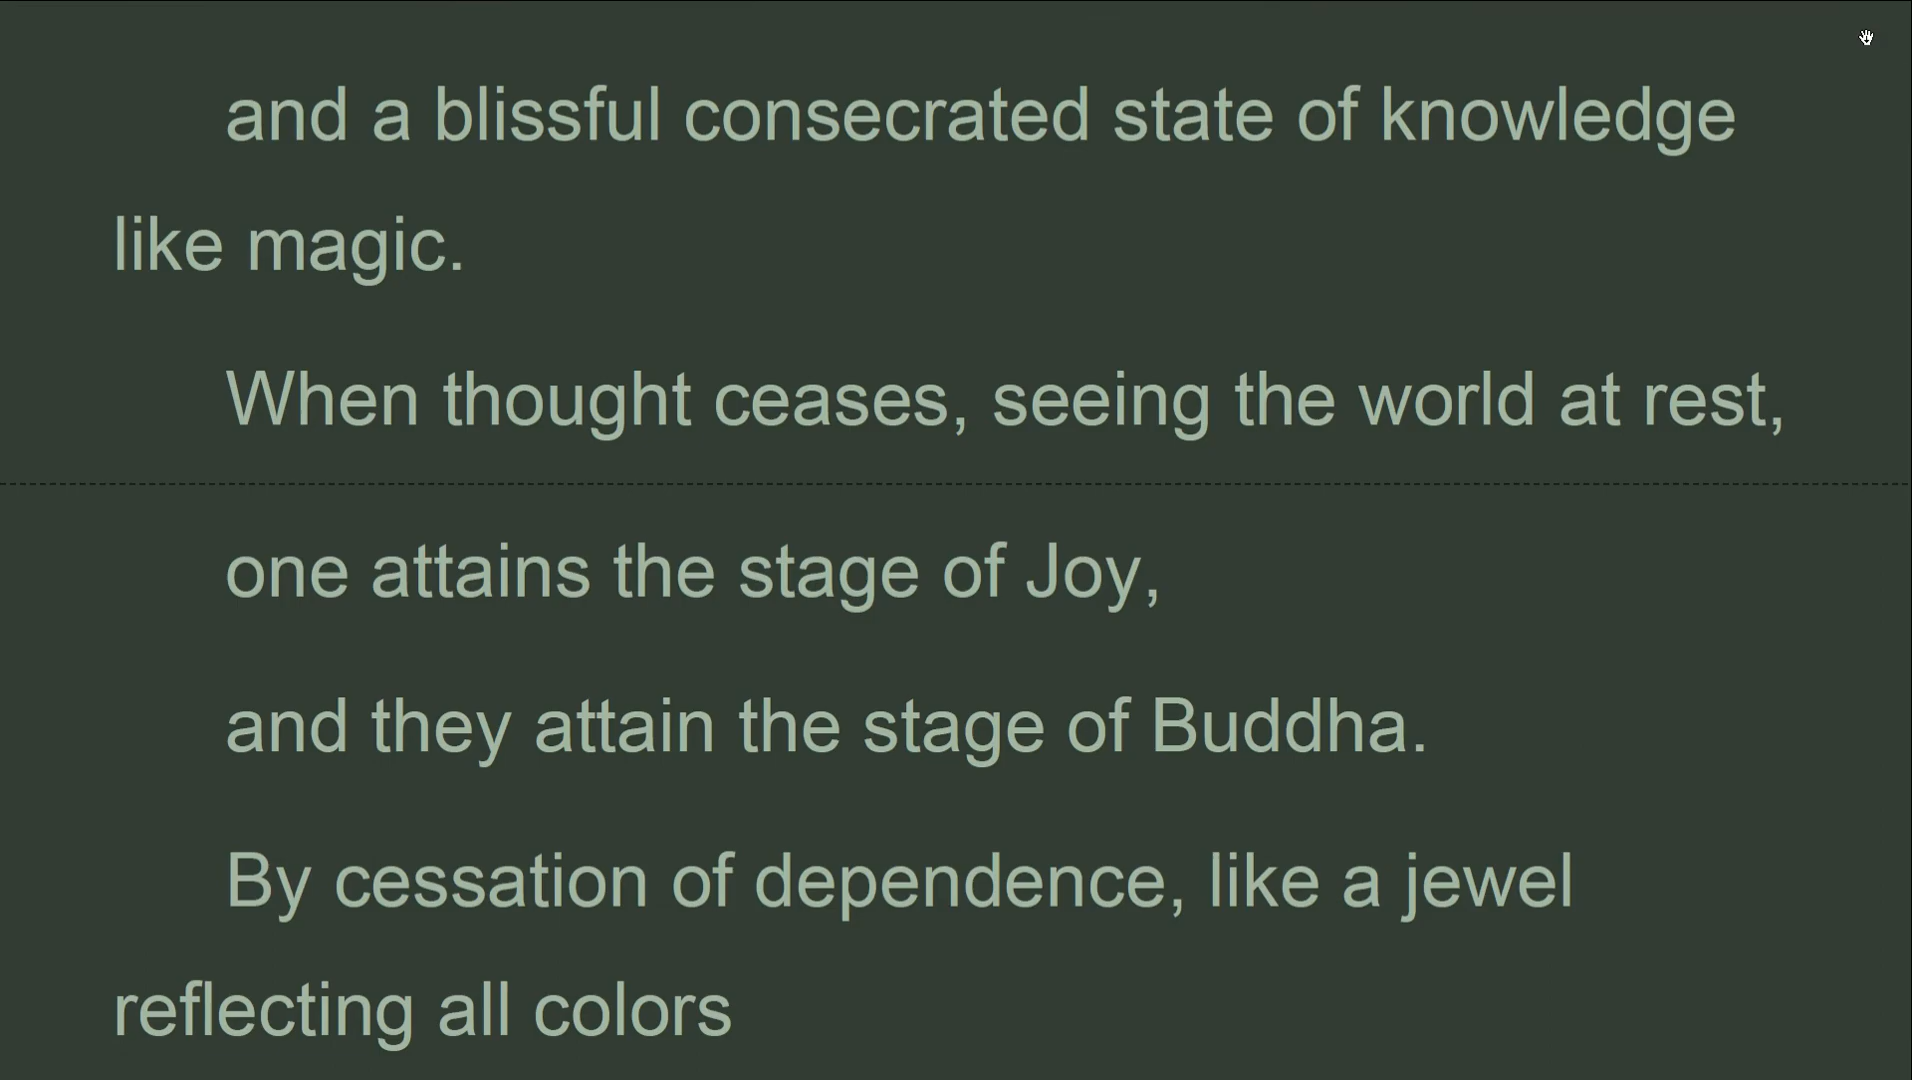 and a blissful consecrated state of knowledge
like magic.
When thought ceases, seeing the world at rest,
one attains the stage of Joy,
and they attain the stage of Buddha.
By cessation of dependence, like a jewel
reflecting all colors